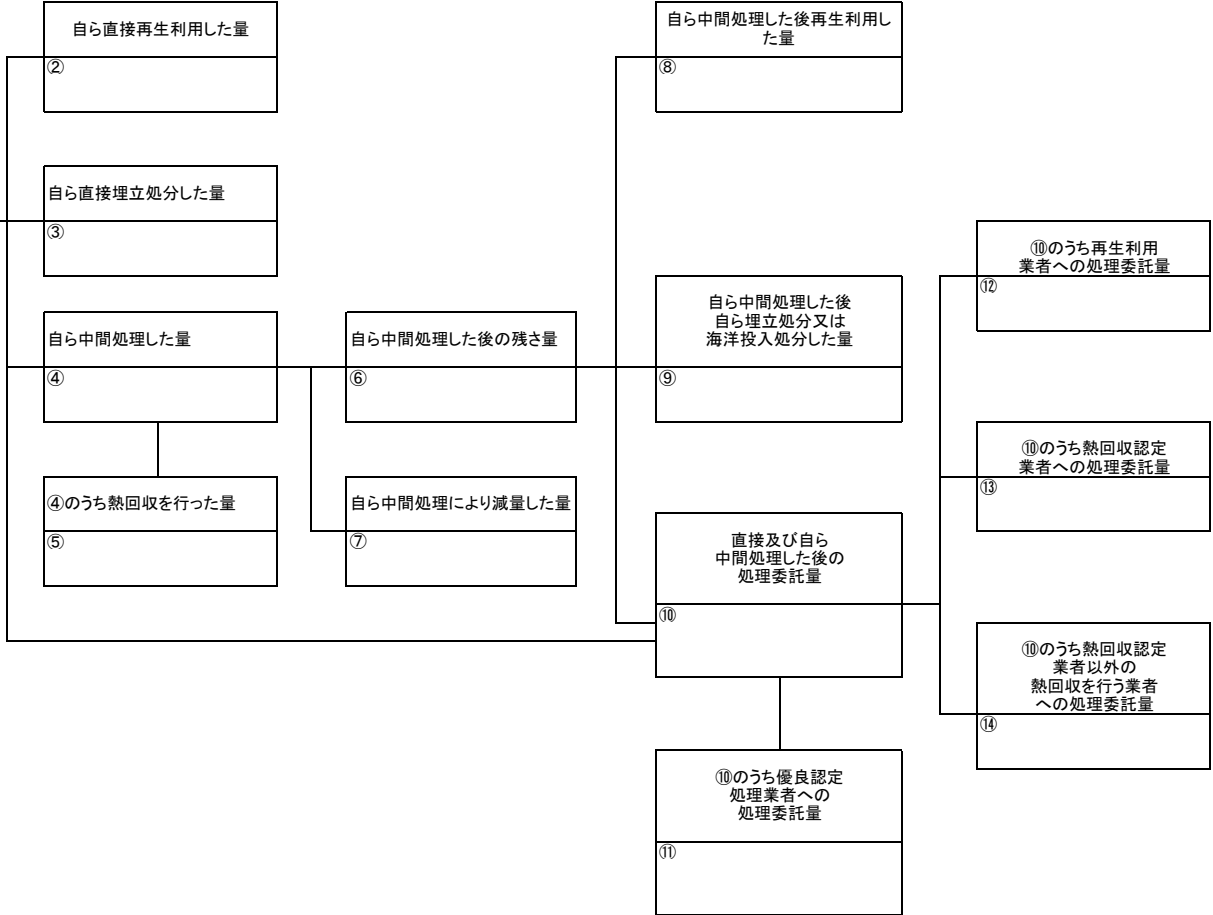 自ら直接再生利用した量
②
自ら直接埋立処分した量
③
自ら中間処理した量
④
④のうち熱回収を行った量
⑤
自ら中間処理した後の残さ量
⑥
自ら中間処理により減量した量
⑦
自ら中間処理した後再生利用し
た量
⑧
自ら中間処理した後
自ら埋立処分又は
海洋投入処分した量
⑨
直接及び自ら
中間処理した後の
処理委託量
⑩
⑩のうち優良認定
処理業者への
処理委託量
⑪
⑩のうち再生利用
業者への処理委託量
⑫
⑩のうち熱回収認定
業者への処理委託量
⑬
⑩のうち熱回収認定
業者以外の
熱回収を行う業者
への処理委託量
⑭